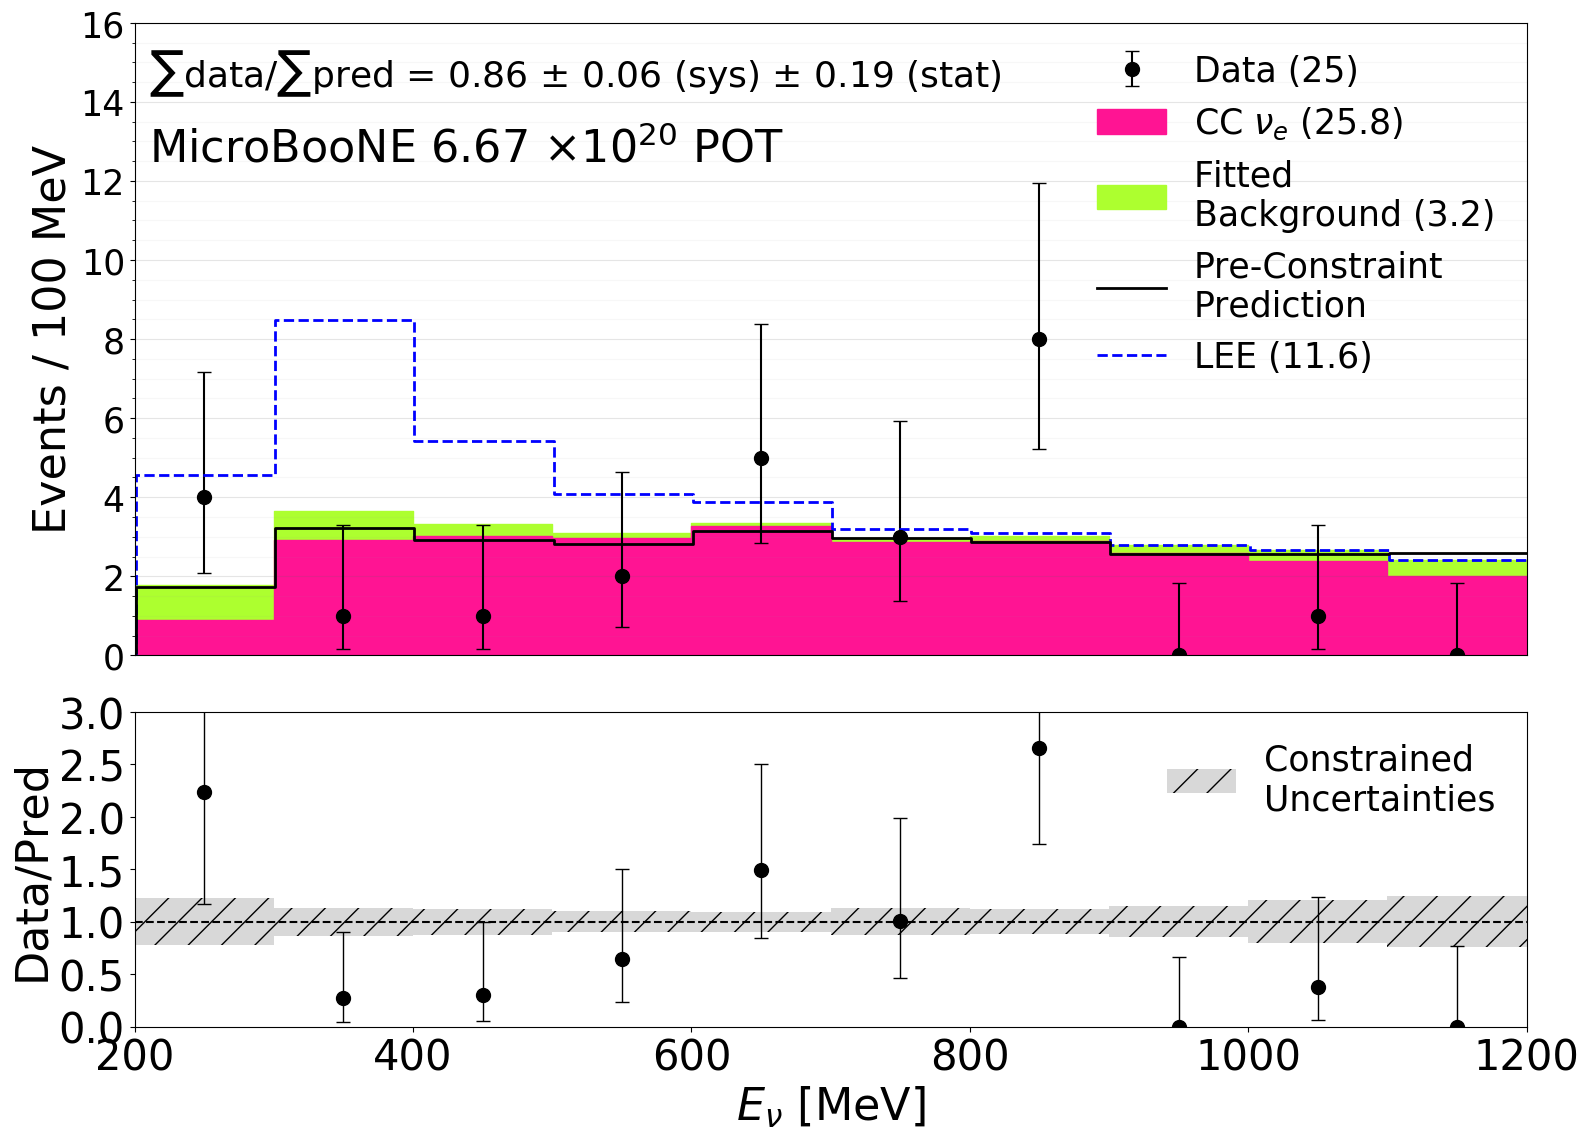 16
14
12
10
8
6
4
2
0
Events / 100 MeV
∑data/∑pred = 0.86 ± 0.06 (sys) ± 0.19 (stat)
MicroBooNE 6.67 ×10²⁰ POT
Data (25)
CC νₑ (25.8)
Fitted
Background (3.2)
Pre-Constraint
Prediction
LEE (11.6)
3.0
2.5
2.0
1.5
1.0
0.5
0.0
Data/Pred
Constrained
Uncertainties
200 400 600 800 1000 1200
E_ν [MeV]